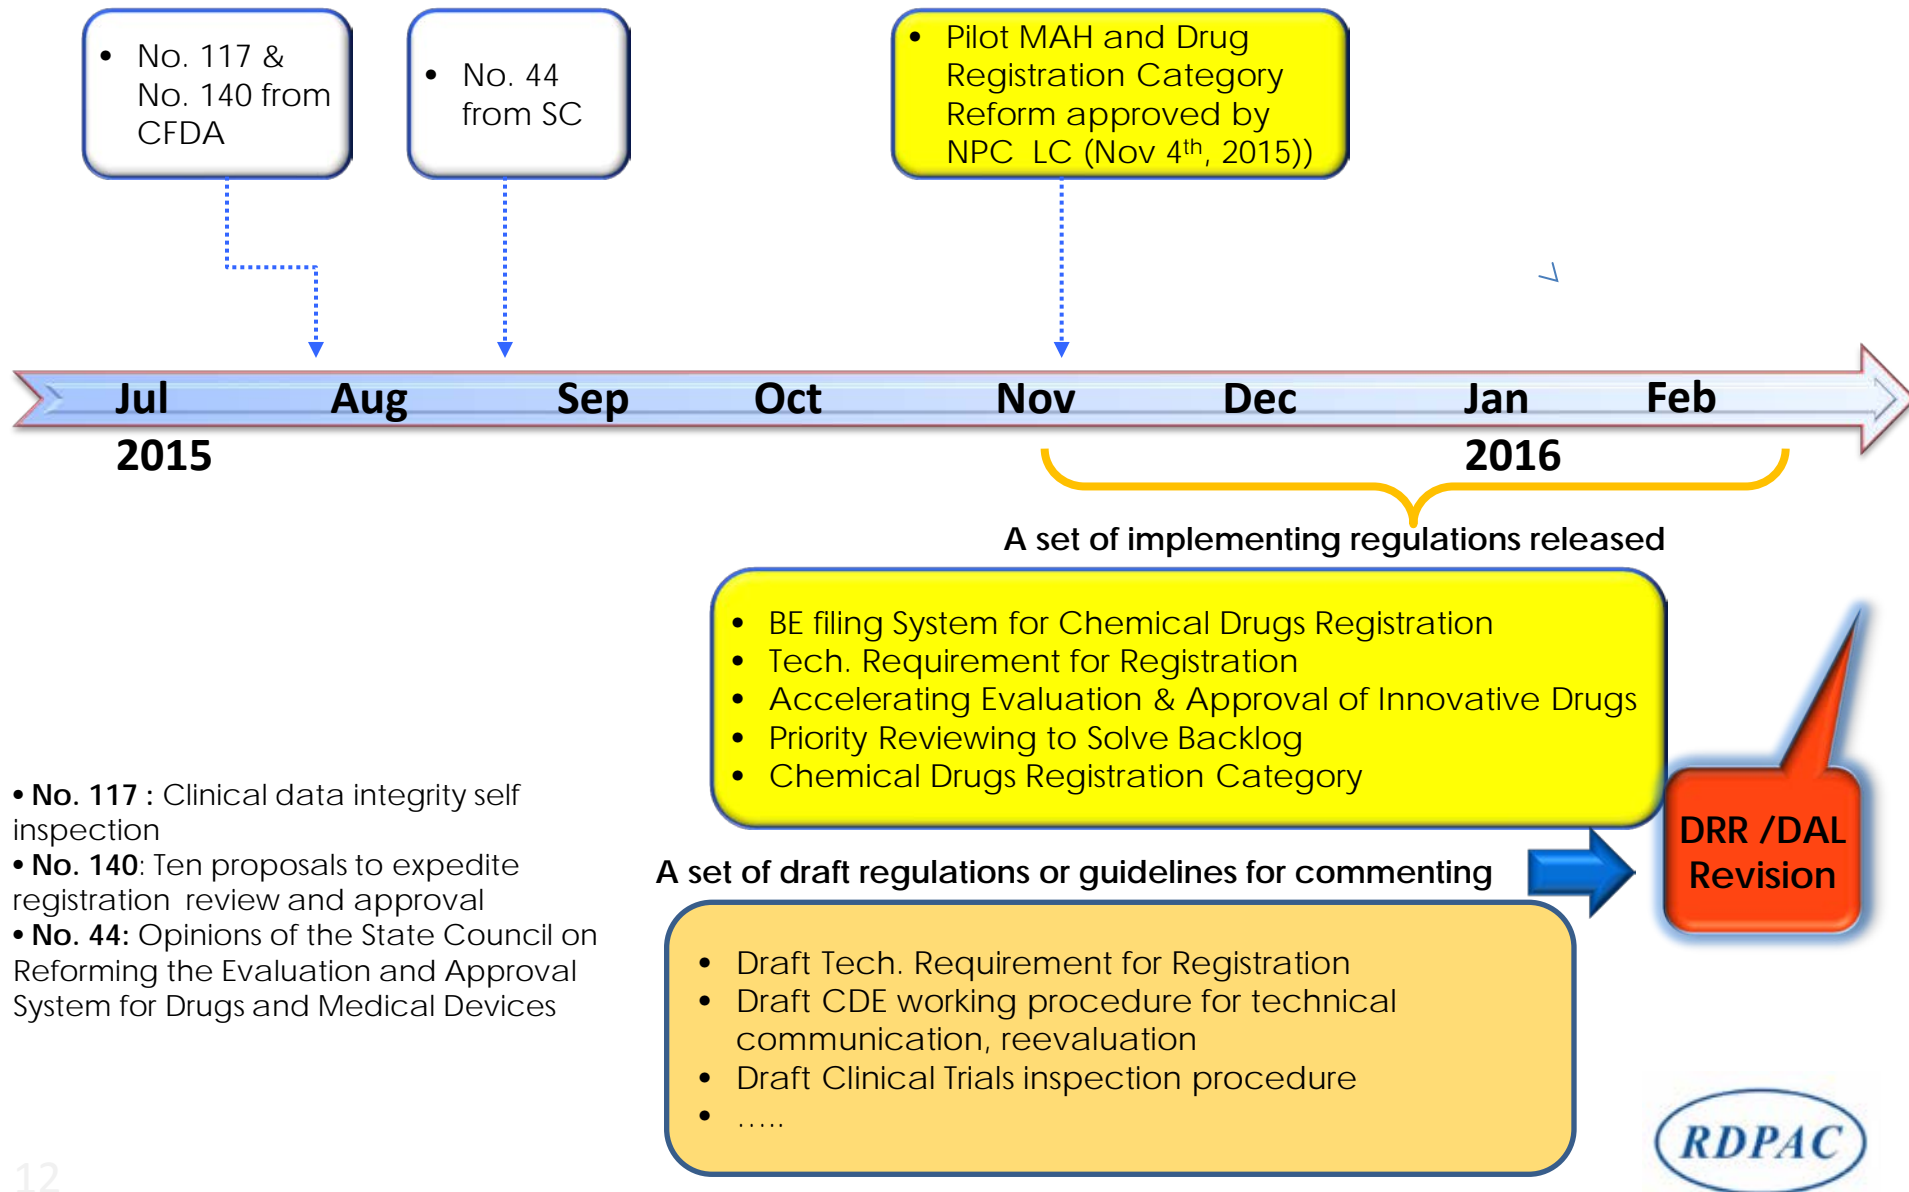 • No. 117 &
No. 140 from
CFDA
• No. 44
from SC
• Pilot MAH and Drug
Registration Category
Reform approved by
NPC LC (Nov 4th, 2015))
Jul
Aug
Sep
Oct
Nov
Dec
Jan
Feb
2015
2016
A set of implementing regulations released
• BE filing System for Chemical Drugs Registration
• Tech. Requirement for Registration
• Accelerating Evaluation & Approval of Innovative Drugs
• Priority Reviewing to Solve Backlog
• Chemical Drugs Registration Category
• No. 117 : Clinical data integrity self
inspection
• No. 140: Ten proposals to expedite
registration review and approval
• No. 44: Opinions of the State Council on
Reforming the Evaluation and Approval
System for Drugs and Medical Devices
DRR /DAL
Revision
A set of draft regulations or guidelines for commenting
• Draft Tech. Requirement for Registration
• Draft CDE working procedure for technical
communication, reevaluation
• Draft Clinical Trials inspection procedure
• …..
RDPAC
12